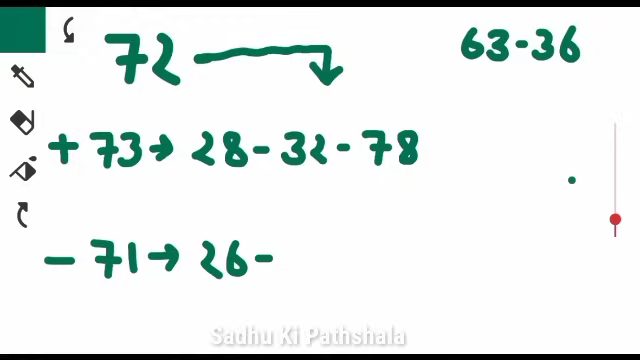 72 → 63-36
+ 73 → 28 - 32 - 78
- 71 → 26 -
Sadhu Ki Pathshala